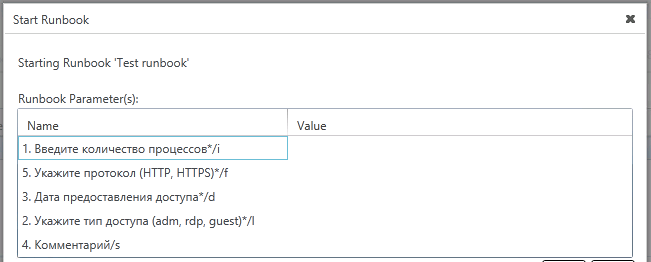 Start Runbook
Starting Runbook 'Test runbook'
Runbook Parameter(s):
Name Value
1. Введите количество процессов*/i
5. Укажите протокол (HTTP, HTTPS)*/f
3. Дата предоставления доступа*/d
2. Укажите тип доступа (adm, rdp, guest)*/l
4. Комментарий/s